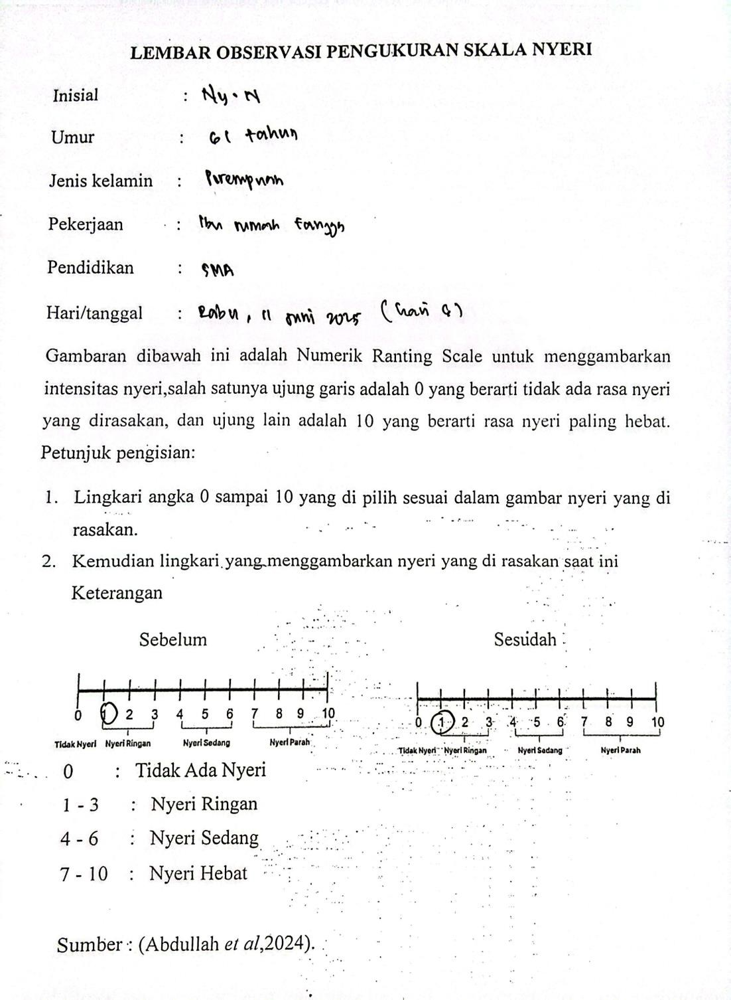 LEMBAR OBSERVASI PENGUKURAN SKALA NYERI
Inisial : Ny. N
Umur : 61 tahun
Jenis kelamin : Perempuan
Pekerjaan : Ibu rumah tangga
Pendidikan : SMA
Hari/tanggal : Rabu, 11 Juni 2025 (hari
Gambaran dibawah ini adalah Numerik Ranting Scale untuk menggambarkan
intensitas nyeri,salah satunya ujung garis adalah 0 yang berarti tidak ada rasa nyeri
yang dirasakan, dan ujung lain adalah 10 yang berarti rasa nyeri paling hebat.
Petunjuk pengisian:
1. Lingkari angka 0 sampai 10 yang di pilih sesuai dalam gambar nyeri yang di
rasakan.
2. Kemudian lingkari yang menggambarkan nyeri yang di rasakan saat ini
Keterangan
Sebelum
0 1 2 3 4 5 6 7 8 9 10
Tidak Nyeri Nyeri Ringan Nyeri Sedang Nyeri Parah
Sesudah
0 1 2 3 4 5 6 7 8 9 10
Tidak Nyeri Nyeri Ringan Nyeri Sedang Nyeri Parah
0 : Tidak Ada Nyeri
1 - 3 : Nyeri Ringan
4 - 6 : Nyeri Sedang
7 - 10 : Nyeri Hebat
Sumber : (Abdullah et al,2024).